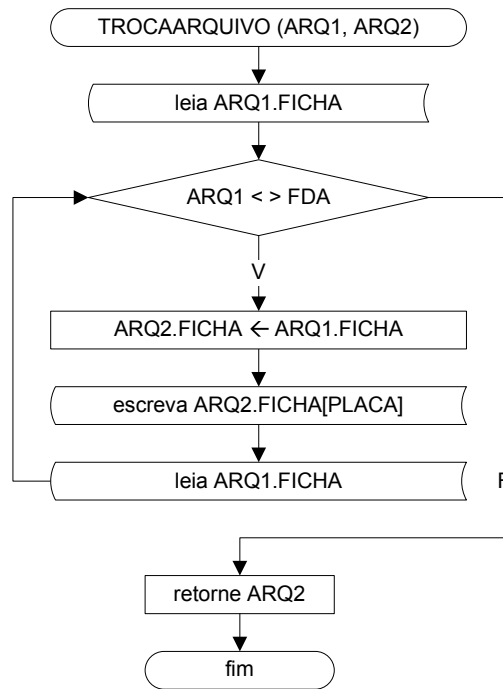 TROCAARQUIVO (ARQ1, ARQ2)
leia ARQ1.FICHA
ARQ1 < > FDA
V
ARQ2.FICHA ← ARQ1.FICHA
escreva ARQ2.FICHA[PLACA]
leia ARQ1.FICHA
F
retorne ARQ2
fim